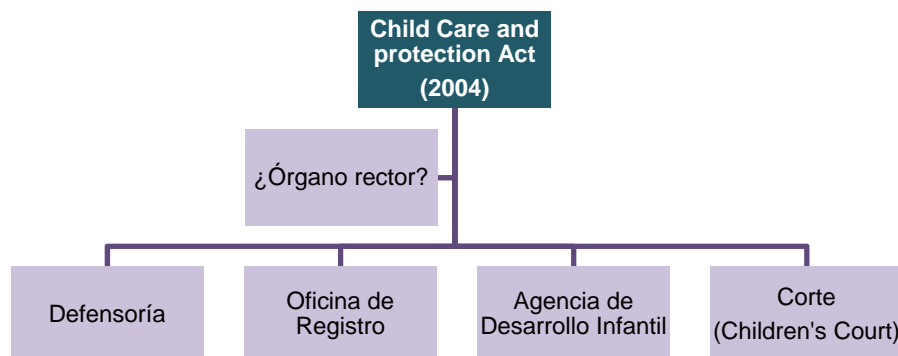 Child Care and
protection Act
(2004)
¿Órgano rector?
Defensoría
Oficina de
Registro
Agencia de
Desarrollo Infantil
Corte
(Children's Court)